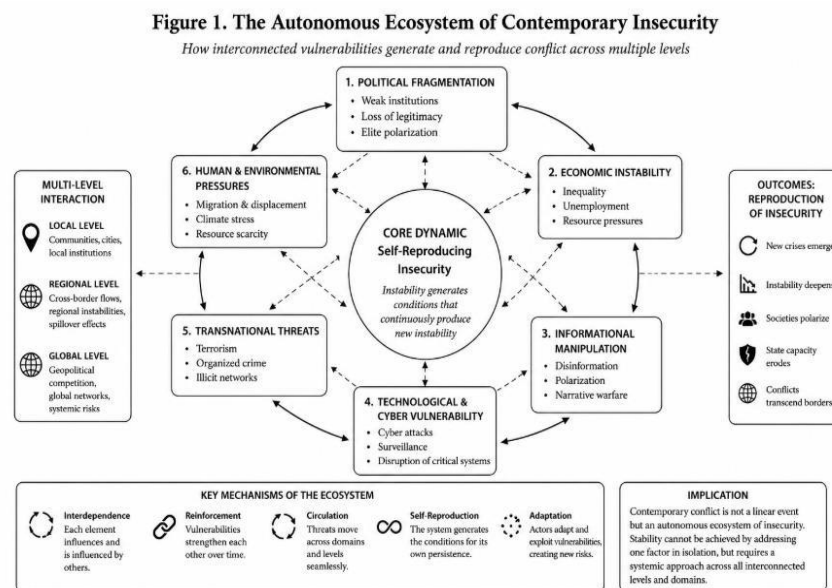 Figure 1. The Autonomous Ecosystem of Contemporary Insecurity
How interconnected vulnerabilities generate and reproduce conflict across multiple levels
1. POLITICAL FRAGMENTATION
• Weak institutions
• Loss of legitimacy
• Elite polarization
6. HUMAN & ENVIRONMENTAL
PRESSURES
• Migration & displacement
• Climate stress
• Resource scarcity
2. ECONOMIC INSTABILITY
• Inequality
• Unemployment
• Resource pressures
MULTI-LEVEL
INTERACTION
LOCAL LEVEL
Communities, cities,
local institutions
REGIONAL LEVEL
Cross-border flows,
regional instabilities,
spillover effects
GLOBAL LEVEL
Geopolitical
competition,
global networks,
systemic risks
CORE DYNAMIC
Self-Reproducing
Insecurity
Instability generates
conditions that
continuously produce
new instability
OUTCOMES:
REPRODUCTION
OF INSECURITY
New crises emerge
Instability deepens
Societies polarize
State capacity
erodes
Conflicts
transcend borders
5. TRANSNATIONAL THREATS
• Terrorism
• Organized crime
• Illicit networks
3. INFORMATIONAL
MANIPULATION
• Disinformation
• Polarization
• Narrative warfare
4. TECHNOLOGICAL &
CYBER VULNERABILITY
• Cyber attacks
• Surveillance
• Disruption of critical systems
KEY MECHANISMS OF THE ECOSYSTEM
Interdependence
Each element
influences and
is influenced by
others.
Reinforcement
Vulnerabilities
strengthen each
other over time.
Circulation
Threats move
across domains
and levels
seamlessly.
Self-Reproduction
The system generates
the conditions for its
own persistence.
Adaptation
Actors adapt and
exploit vulnerabilities,
creating new risks.
IMPLICATION
Contemporary conflict is not a linear event
but an autonomous ecosystem of insecurity.
Stability cannot be achieved by addressing
one factor in isolation, but requires a
systemic approach across all interconnected
levels and domains.